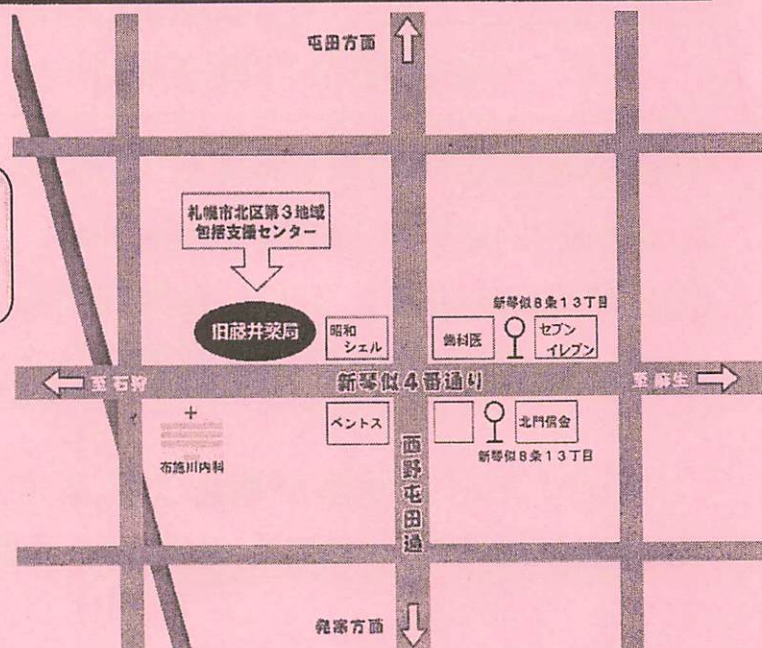 屯田方面
札幌市北区第3地域
包括支援センター
旧藤井薬局
昭和
シェル
歯科医
新琴似8条13丁目
セブン
イレブン
至石狩
新琴似4番通り
至麻生
布施川内科
ベントス
北門信金
新琴似8条13丁目
西野屯田通
発寒方面